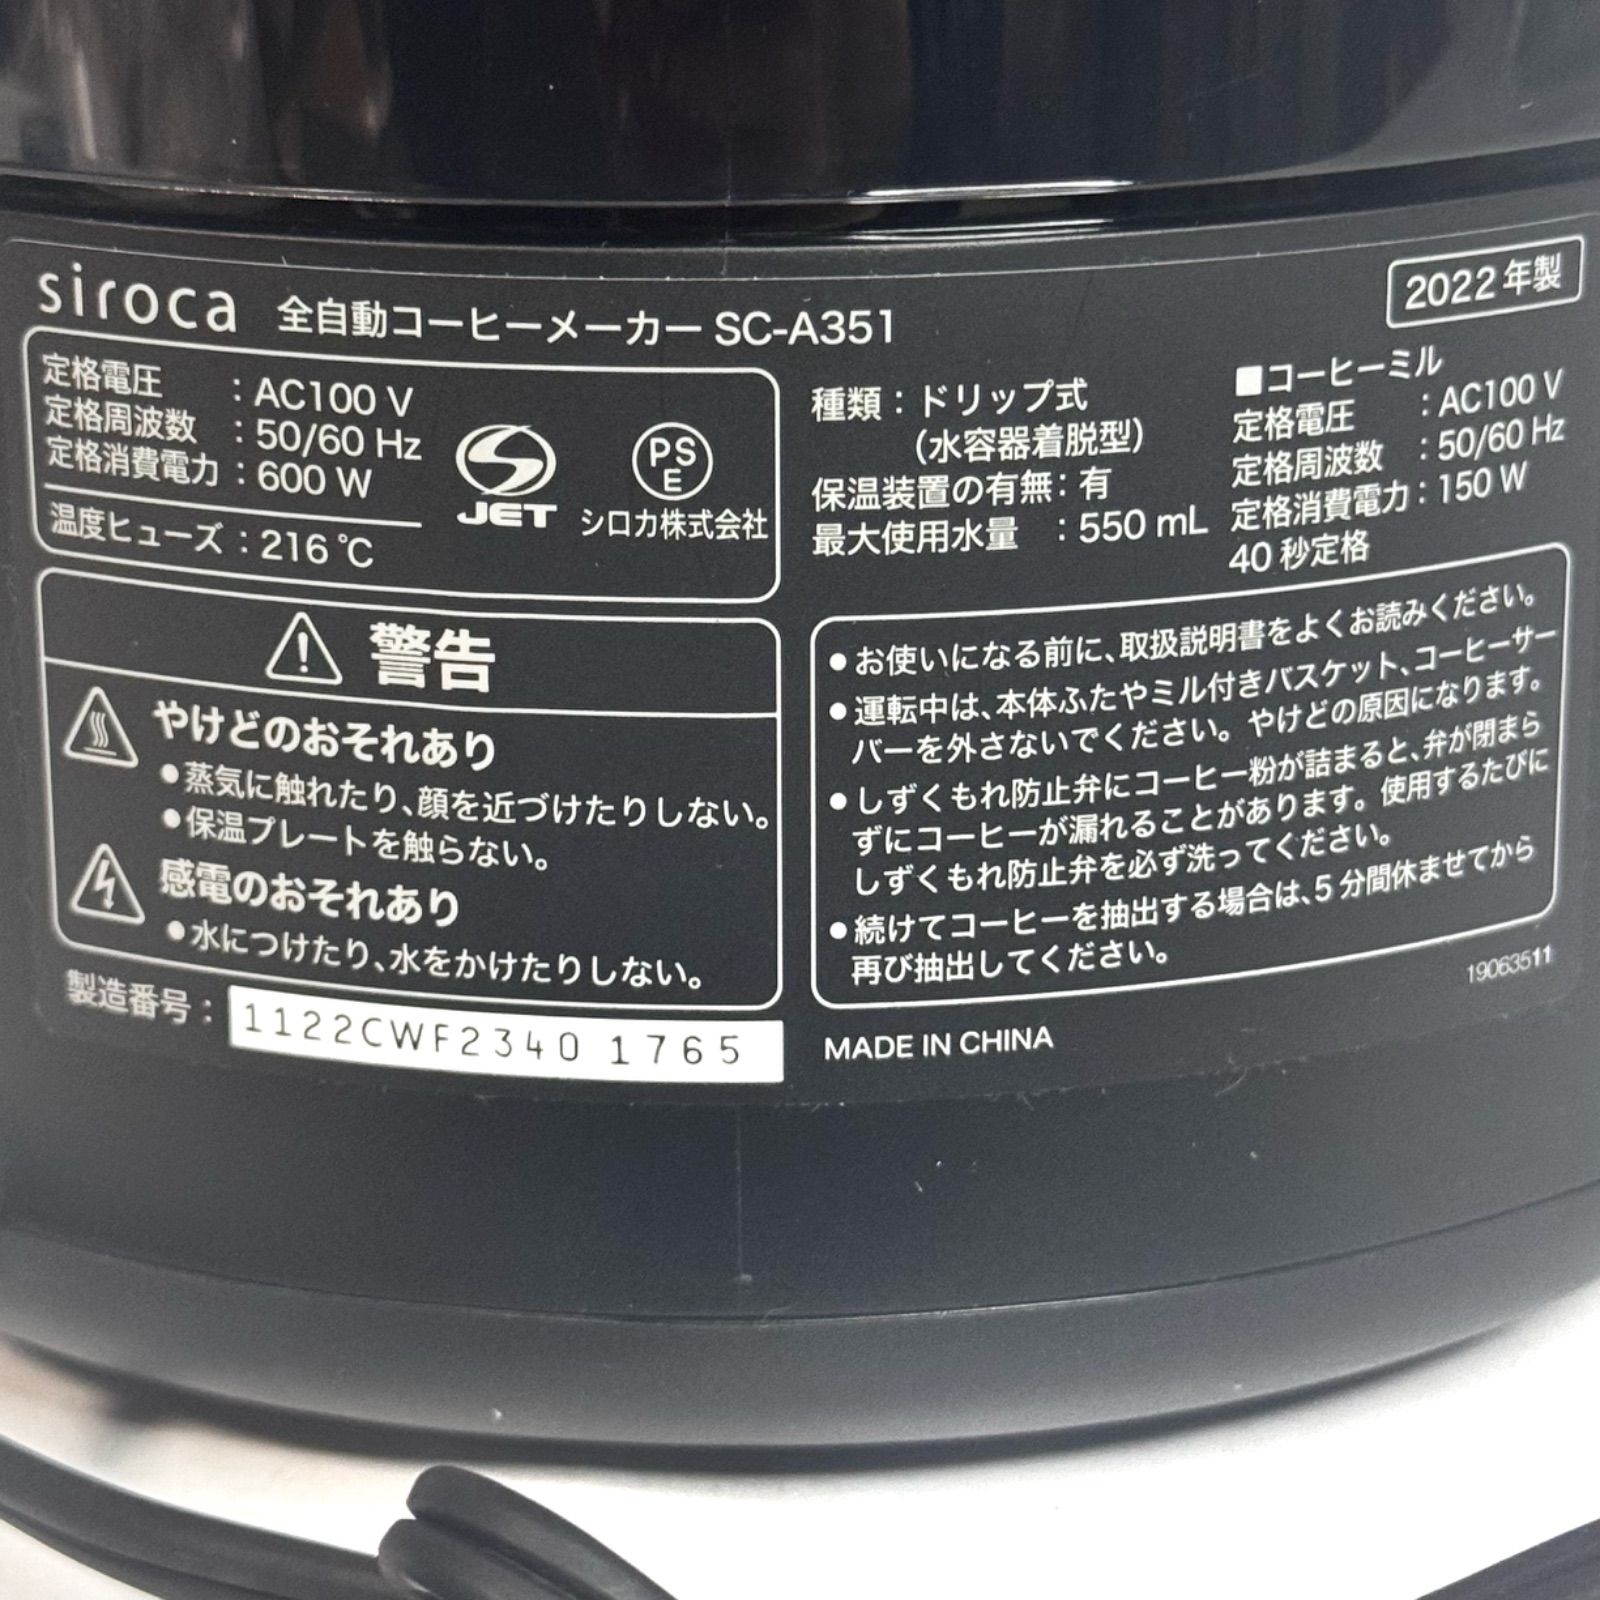 siroca 全自動コーヒーメーカー SC-A351
2022年製
定格電圧 : AC100 V
定格周波数 : 50/60 Hz
定格消費電力 : 600 W
温度ヒューズ : 216 ℃
JET
PS
E
シロカ株式会社
種類 : ドリップ式
(水容器着脱型)
保温装置の有無 : 有
最大使用水量 : 550 mL
■コーヒーミル
定格電圧 : AC100 V
定格周波数 : 50/60 Hz
定格消費電力 : 150 W
40 秒定格
警告
やけどのおそれあり
●蒸気に触れたり、顔を近づけたりしない。
●保温プレートを触らない。
感電のおそれあり
●水につけたり、水をかけたりしない。
製造番号 : 1122CWF2340 1765
●お使いになる前に、取扱説明書をよくお読みください。
●運転中は、本体ふたやミル付きバスケット、コーヒーサー
バーを外さないでください。やけどの原因になります。
●しずくもれ防止弁にコーヒー粉が詰まると、弁が閉まら
ずにコーヒーが漏れることがあります。使用するたびに
しずくもれ防止弁を必ず洗ってください。
●続けてコーヒーを抽出する場合は、5 分間休ませてから
再び抽出してください。
19063511
MADE IN CHINA